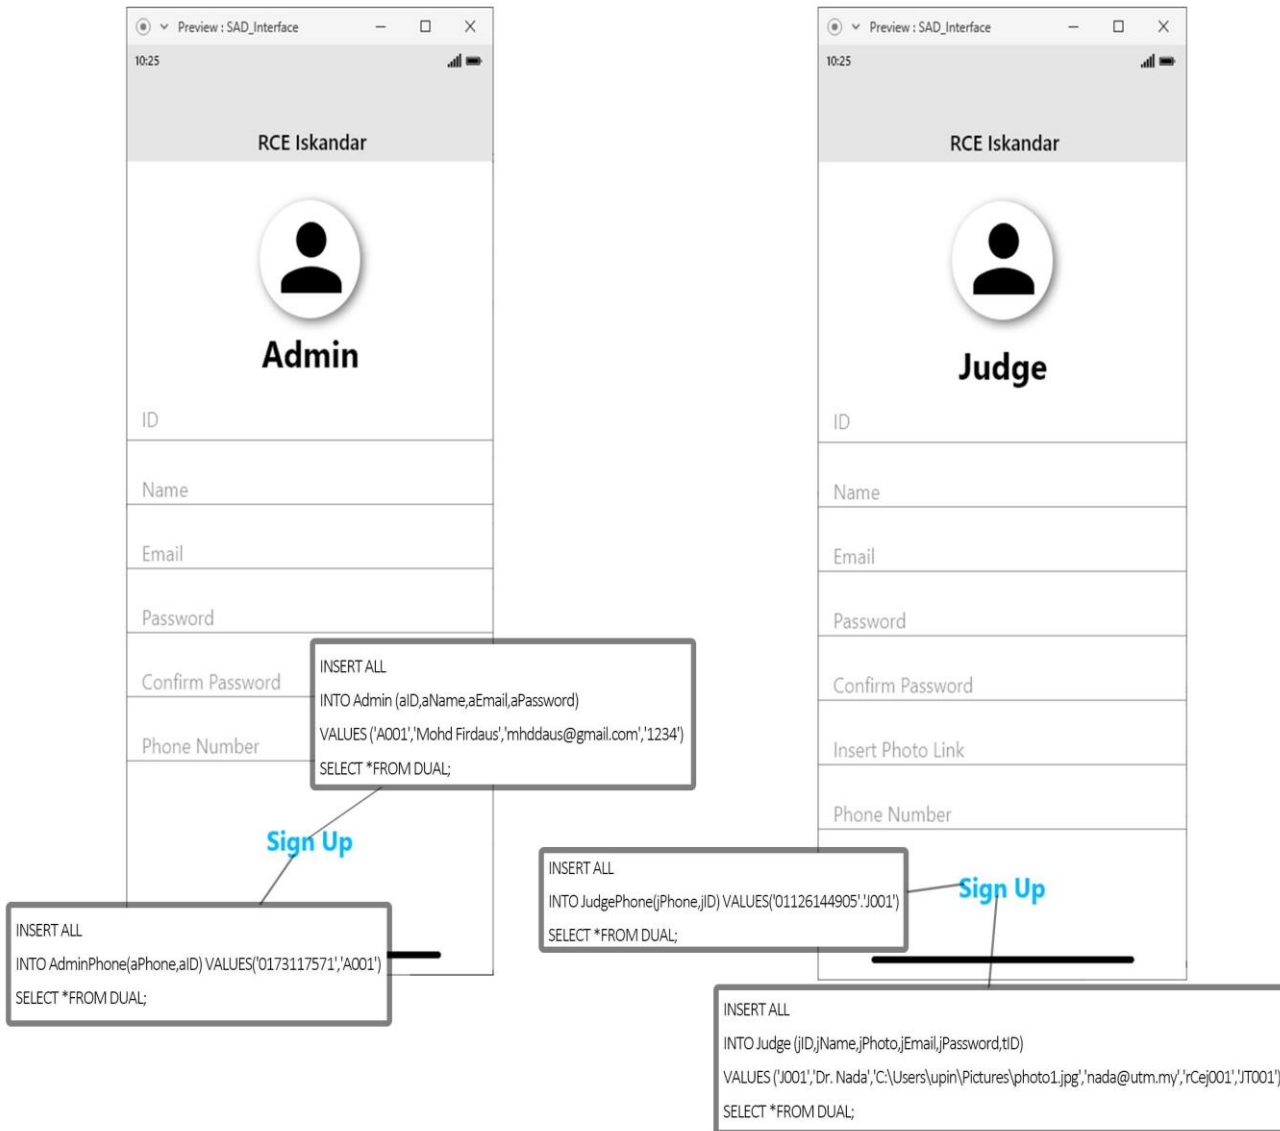 Preview : SAD_Interface
10:25
RCE Iskandar
Admin
ID
Name
Email
Password
Confirm Password
Phone Number
Sign Up
INSERT ALL
INTO Admin (aID,aName,aEmail,aPassword)
VALUES ('A001','Mohd Firdaus','mhddaus@gmail.com','1234')
SELECT *FROM DUAL;
INSERT ALL
INTO AdminPhone(aPhone,aID) VALUES('0173117571','A001')
SELECT *FROM DUAL;
Preview : SAD_Interface
10:25
RCE Iskandar
Judge
ID
Name
Email
Password
Confirm Password
Insert Photo Link
Phone Number
Sign Up
INSERT ALL
INTO JudgePhone(jPhone,jID) VALUES('01126144905'.'J001')
SELECT *FROM DUAL;
INSERT ALL
INTO Judge (jID,jName,jPhoto,jEmail,jPassword,tID)
VALUES ('J001','Dr. Nada','C:\Users\upin\Pictures\photo1.jpg','nada@utm.my','rCej001','JT001')
SELECT *FROM DUAL;